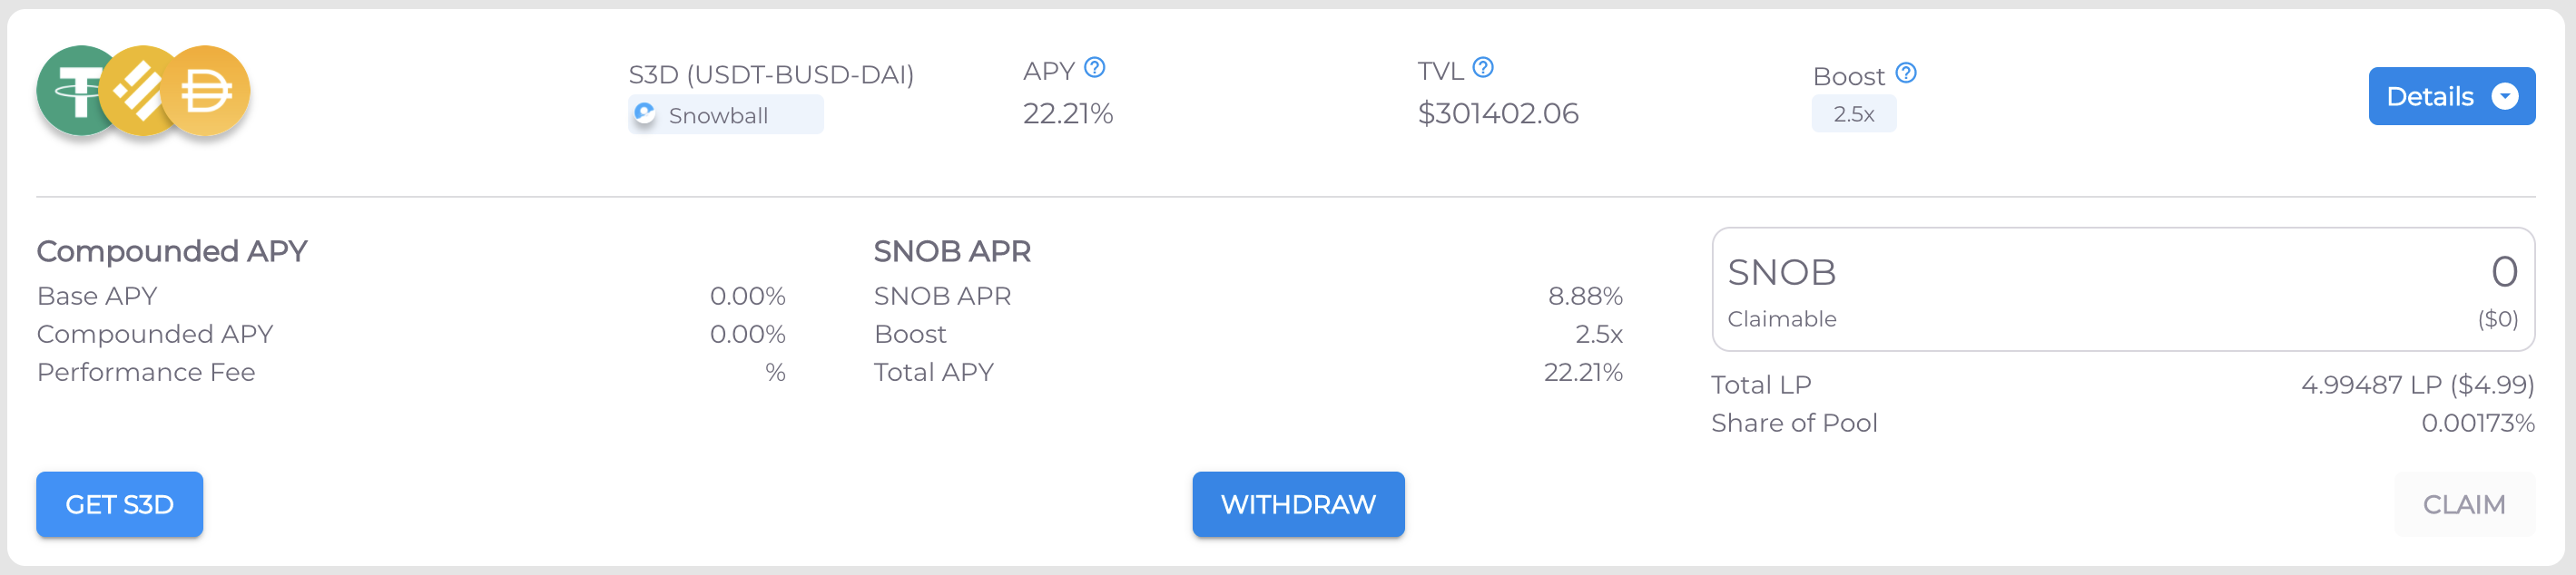 S3D (USDT-BUSD-DAI)
Snowball
APY
22.21%
TVL
$301402.06
Boost
2.5x
Details
Compounded APY
Base APY 0.00%
Compounded APY 0.00%
Performance Fee %
SNOB APR
SNOB APR 8.88%
Boost 2.5x
Total APY 22.21%
SNOB 0
Claimable ($0)
Total LP 4.99487 LP ($4.99)
Share of Pool 0.00173%
GET S3D
WITHDRAW
CLAIM